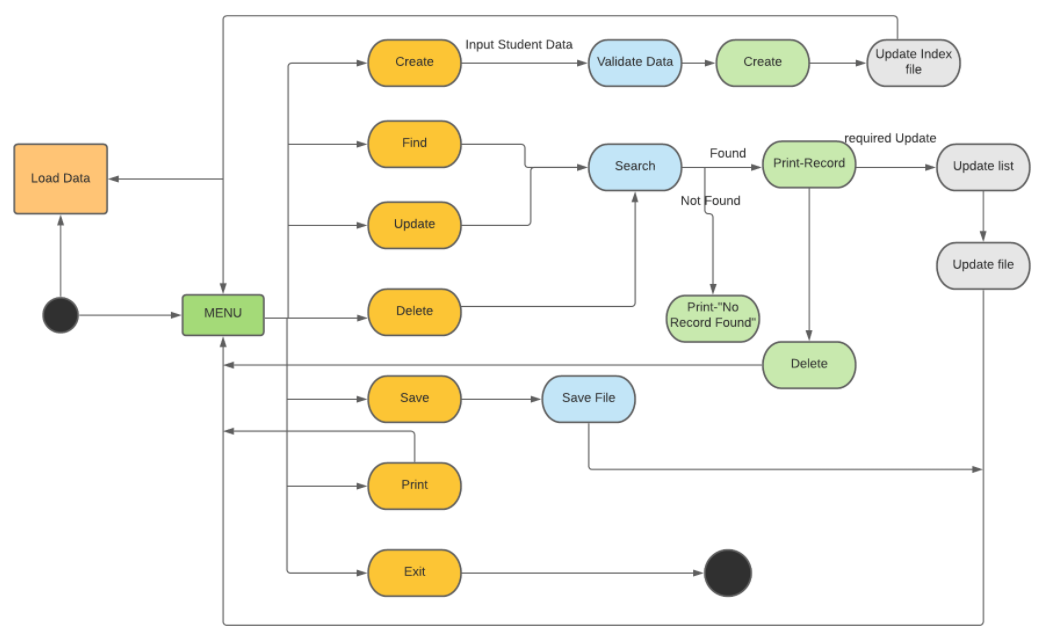 Input Student Data
Create
Validate Data
Create
Update Index
file
Find
Search
Found
Print-Record
required Update
Update list
Not Found
Load Data
Update
Update file
MENU
Delete
Print-"No
Record Found"
Delete
Save
Save File
Print
Exit